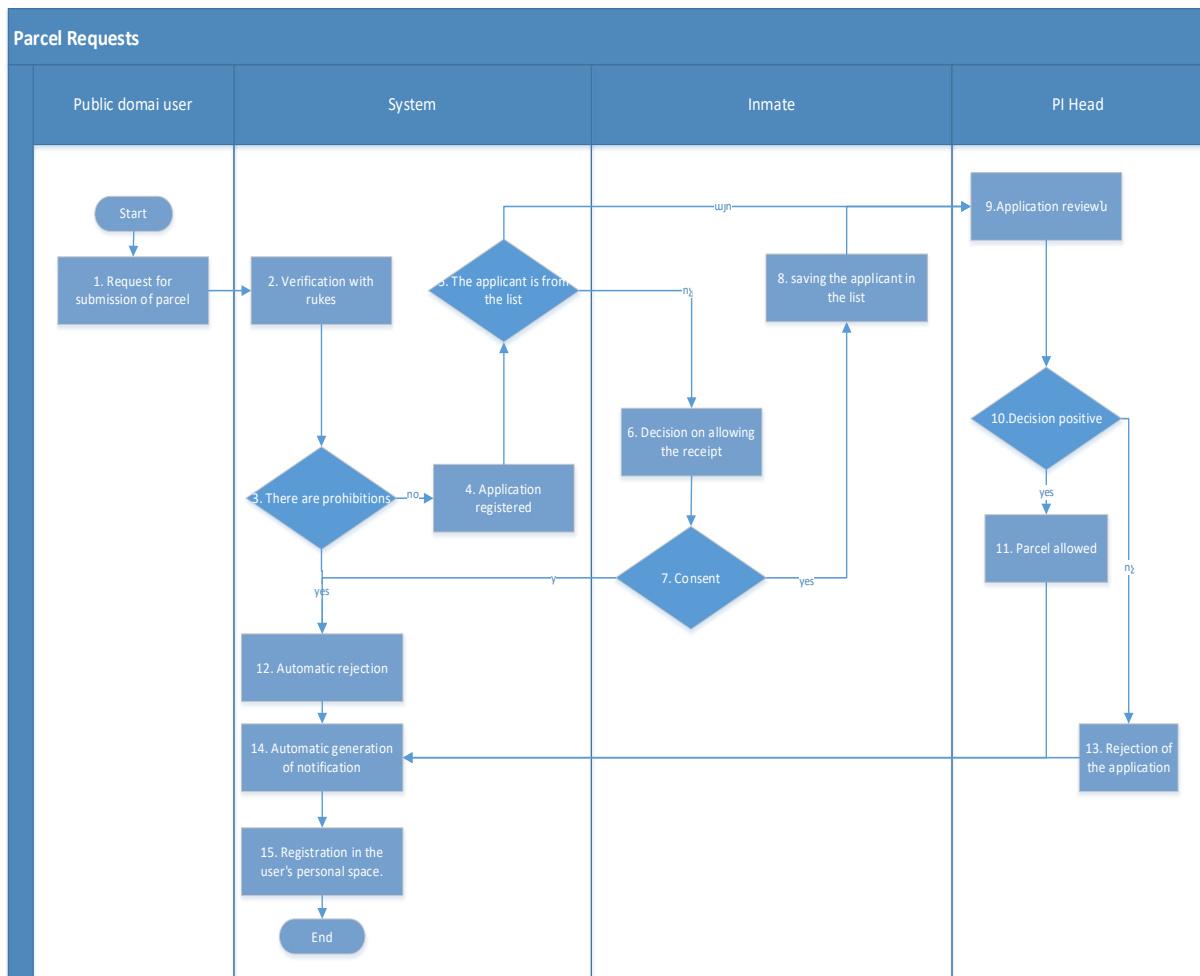 Parcel Requests
Public domai user
System
Inmate
PI Head
Start
1. Request for
submission of parcel
2. Verification with
rukes
3. There are prohibitions
no
4. Application
registered
5. The applicant is from
the list
այո
ոչ
6. Decision on allowing
the receipt
7. Consent
y
yes
yes
8. saving the applicant in
the list
9.Application reviewն
10.Decision positive
yes
ոչ
11. Parcel allowed
12. Automatic rejection
13. Rejection of
the application
14. Automatic generation
of notification
15. Registration in the
user's personal space.
End